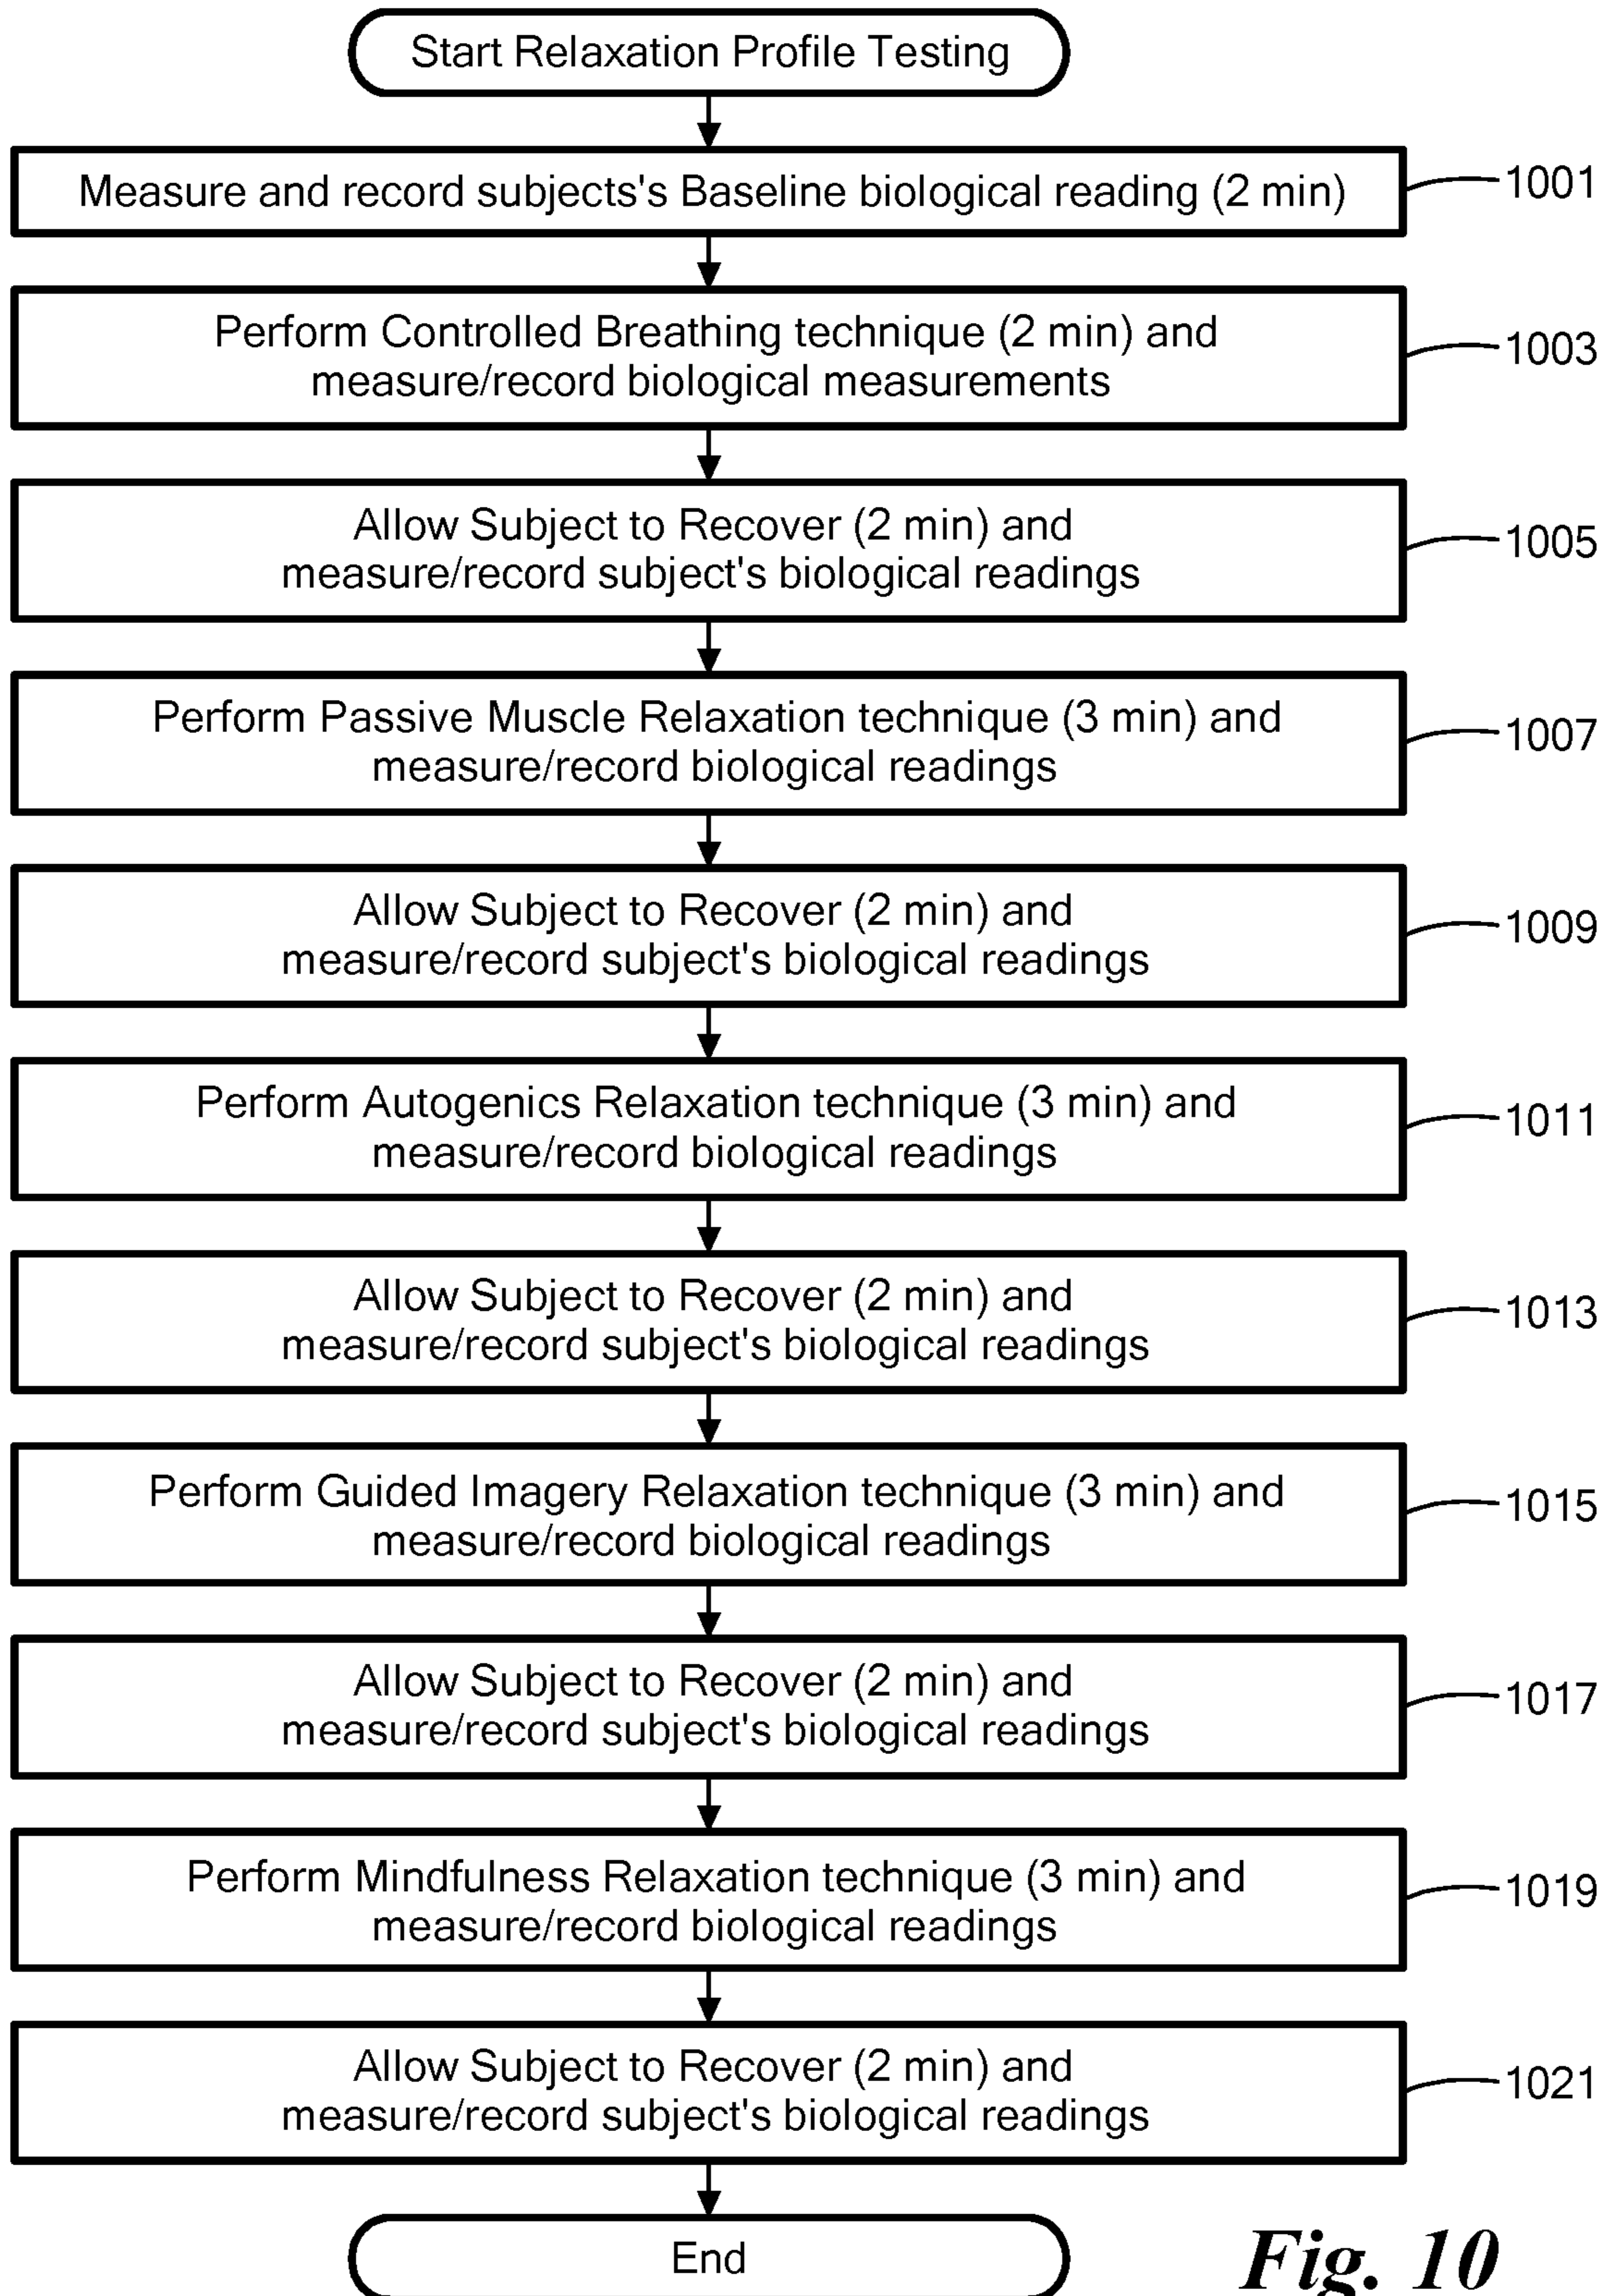 Start Relaxation Profile Testing
Measure and record subjects's Baseline biological reading (2 min)
1001
Perform Controlled Breathing technique (2 min) and
measure/record biological measurements
1003
Allow Subject to Recover (2 min) and
measure/record subject's biological readings
1005
Perform Passive Muscle Relaxation technique (3 min) and
measure/record biological readings
1007
Allow Subject to Recover (2 min) and
measure/record subject's biological readings
1009
Perform Autogenics Relaxation technique (3 min) and
measure/record biological readings
1011
Allow Subject to Recover (2 min) and
measure/record subject's biological readings
1013
Perform Guided Imagery Relaxation technique (3 min) and
measure/record biological readings
1015
Allow Subject to Recover (2 min) and
measure/record subject's biological readings
1017
Perform Mindfulness Relaxation technique (3 min) and
measure/record biological readings
1019
Allow Subject to Recover (2 min) and
measure/record subject's biological readings
1021
End
Fig. 10